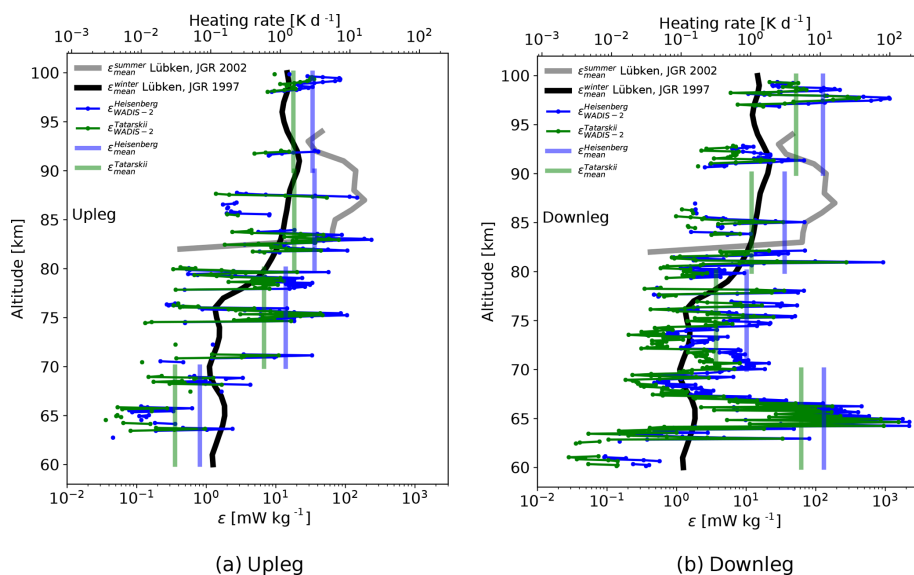 Heating rate [K d⁻¹]
10⁻³ 10⁻² 10⁻¹ 10⁰ 10¹ 10²
ε_mean^summer Lübken, JGR 2002
ε_mean^winter Lübken, JGR 1997
ε_WADIS−2^Heisenberg
ε_WADIS−2^Tatarskii
ε_mean^Heisenberg
ε_mean^Tatarskii
Upleg
Altitude [km]
100
95
90
85
80
75
70
65
60
10⁻² 10⁻¹ 10⁰ 10¹ 10² 10³
ε [mW kg⁻¹]
(a) Upleg
Heating rate [K d⁻¹]
10⁻³ 10⁻² 10⁻¹ 10⁰ 10¹ 10²
ε_mean^summer Lübken, JGR 2002
ε_mean^winter Lübken, JGR 1997
ε_WADIS−2^Heisenberg
ε_WADIS−2^Tatarskii
ε_mean^Heisenberg
ε_mean^Tatarskii
Downleg
Altitude [km]
100
95
90
85
80
75
70
65
60
10⁻² 10⁻¹ 10⁰ 10¹ 10² 10³
ε [mW kg⁻¹]
(b) Downleg